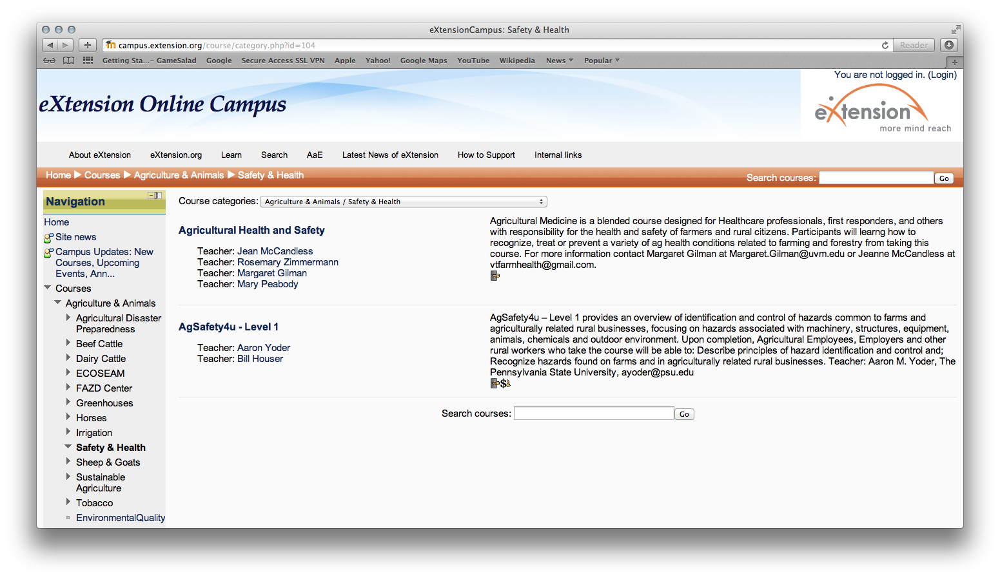 eXtensionCampus: Safety & Health
campus.extension.org/course/category.php?id=104
Reader
Getting Sta...– GameSalad Google Secure Access SSL VPN Apple Yahoo! Google Maps YouTube Wikipedia News Popular
You are not logged in. (Login)
eXtension Online Campus
eXtension
more mind reach
About eXtension eXtension.org Learn Search AaE Latest News of eXtension How to Support Internal links
Home Courses Agriculture & Animals Safety & Health
Search courses: Go
Navigation
Home
Site news
Campus Updates: New
Courses, Upcoming
Events, Ann...
Courses
Agriculture & Animals
Agricultural Disaster
Preparedness
Beef Cattle
Dairy Cattle
ECOSEAM
FAZD Center
Greenhouses
Horses
Irrigation
Safety & Health
Sheep & Goats
Sustainable
Agriculture
Tobacco
EnvironmentalQuality
Course categories: Agriculture & Animals / Safety & Health
Agricultural Health and Safety
Teacher: Jean McCandless
Teacher: Rosemary Zimmermann
Teacher: Margaret Gilman
Teacher: Mary Peabody
Agricultural Medicine is a blended course designed for Healthcare professionals, first responders, and others
with responsibility for the health and safety of farmers and rural citizens. Participants will learng how to
recognize, treat or prevent a variety of ag health conditions related to farming and forestry from taking this
course. For more information contact Margaret Gilman at Margaret.Gilman@uvm.edu or Jeanne McCandless at
vtfarmhealth@gmail.com.
AgSafety4u - Level 1
Teacher: Aaron Yoder
Teacher: Bill Houser
AgSafety4u – Level 1 provides an overview of identification and control of hazards common to farms and
agriculturally related rural businesses, focusing on hazards associated with machinery, structures, equipment,
animals, chemicals and outdoor environment. Upon completion, Agricultural Employees, Employers and other
rural workers who take the course will be able to: Describe principles of hazard identification and control and;
Recognize hazards found on farms and in agriculturally related rural businesses. Teacher: Aaron M. Yoder, The
Pennsylvania State University, ayoder@psu.edu
$
Search courses: Go